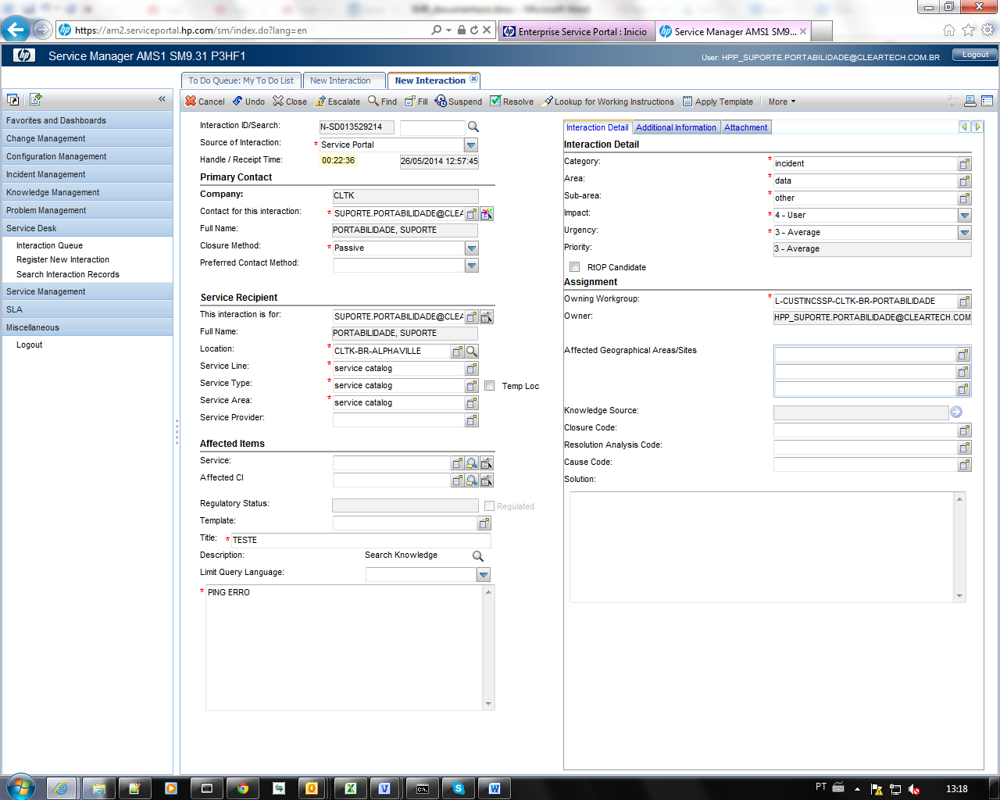 https://am2.serviceportal.hp.com/sm/index.do?lang=en
Enterprise Service Portal : Inicio
Service Manager AMS1 SM9....
hp
Service Manager AMS1 SM9.31 P3HF1
User: HPP_SUPORTE.PORTABILIDADE@CLEARTECH.COM.BR
Logout
To Do Queue: My To Do List
New Interaction
New Interaction
Cancel
Undo
Close
Escalate
Find
Fill
Suspend
Resolve
Lookup for Working Instructions
Apply Template
More
abc
Favorites and Dashboards
Change Management
Configuration Management
Incident Management
Knowledge Management
Problem Management
Service Desk
Interaction Queue
Register New Interaction
Search Interaction Records
Service Management
SLA
Miscellaneous
Logout
Interaction ID/Search: N-SD013529214
Source of Interaction: * Service Portal
Handle / Receipt Time: 00:22:36 26/05/2014 12:57:45
Primary Contact
Company: CLTK
Contact for this interaction: * SUPORTE.PORTABILIDADE@CLEA
Full Name: PORTABILIDADE, SUPORTE
Closure Method: * Passive
Preferred Contact Method:
Service Recipient
This interaction is for: SUPORTE.PORTABILIDADE@CLEA
Full Name: PORTABILIDADE, SUPORTE
Location: * CLTK-BR-ALPHAVILLE
Service Line: * service catalog
Service Type: * service catalog Temp Loc
Service Area: * service catalog
Service Provider:
Affected Items
Service:
Affected CI
Regulatory Status: Regulated
Template:
Title: * TESTE
Description: Search Knowledge
Limit Query Language:
* PING ERRO
Interaction Detail
Additional Information
Attachment
Interaction Detail
Category: * incident
Area: * data
Sub-area: * other
Impact: * 4 - User
Urgency: * 3 - Average
Priority: 3 - Average
RtOP Candidate
Assignment
Owning Workgroup: * L-CUSTINCSSP-CLTK-BR-PORTABILIDADE
Owner: HPP_SUPORTE.PORTABILIDADE@CLEARTECH.COM
Affected Geographical Areas/Sites
Knowledge Source:
Closure Code:
Resolution Analysis Code:
Cause Code:
Solution:
PT
13:18